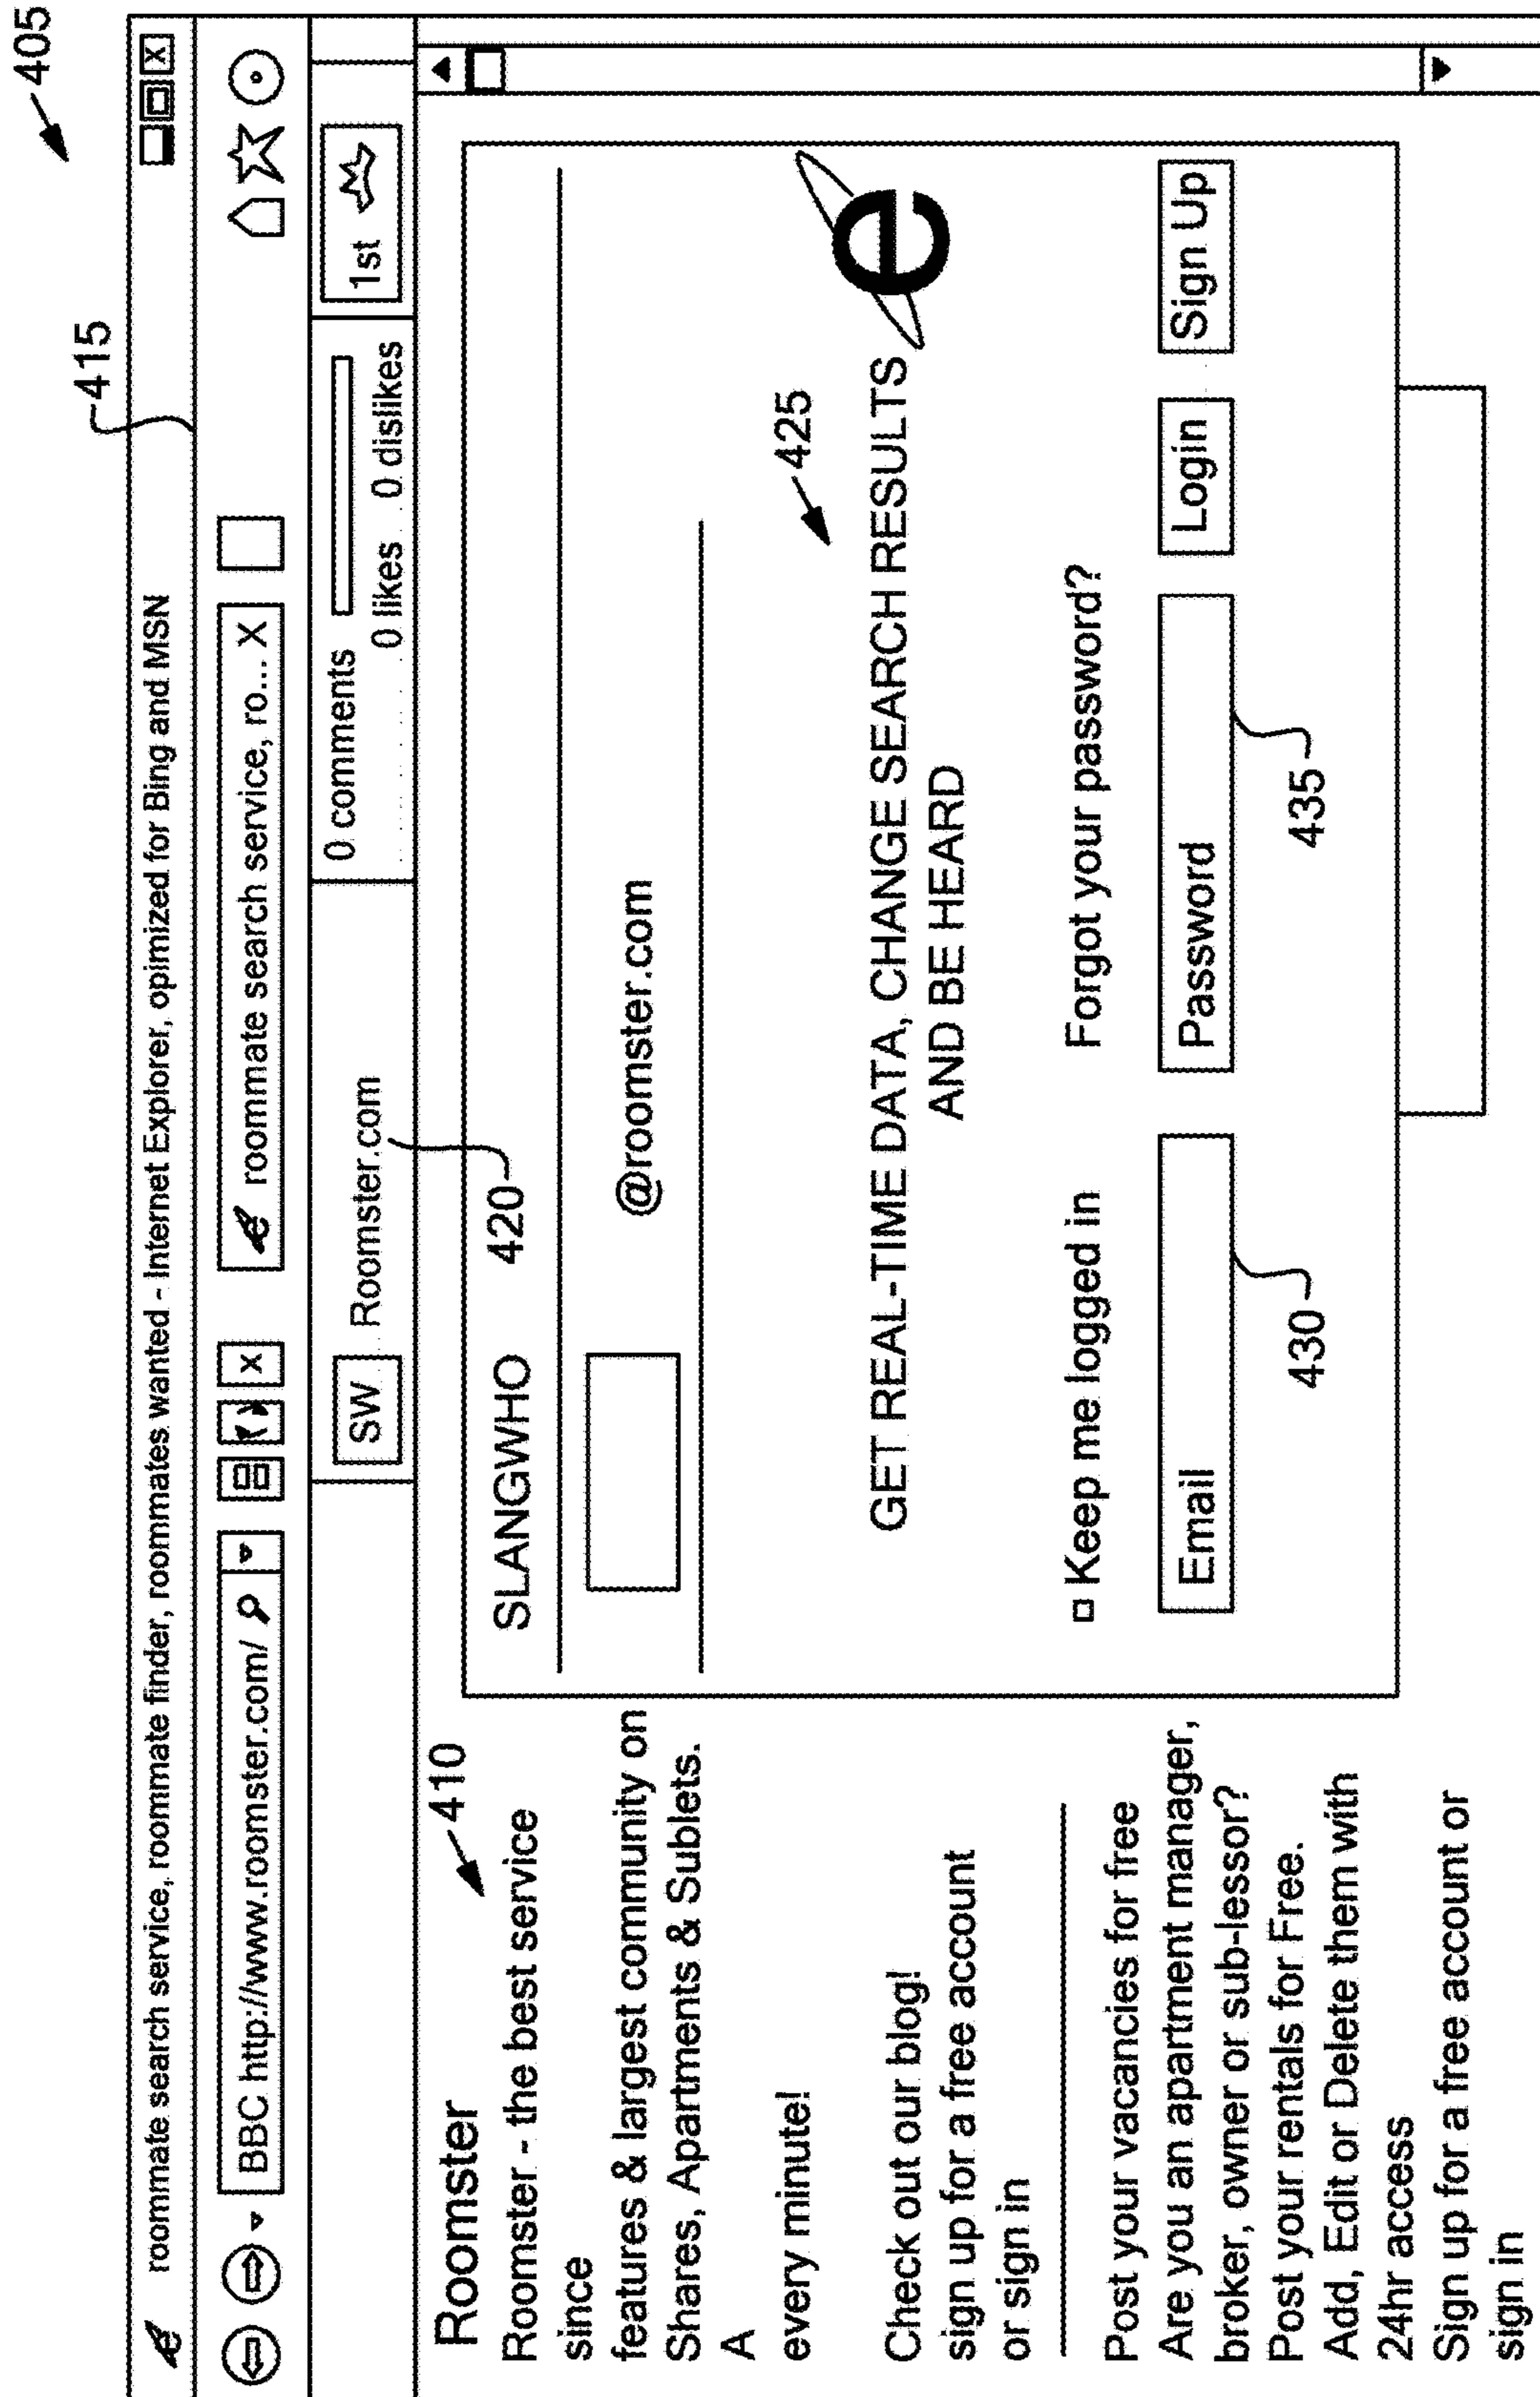 405
415
roommate search service, roommate finder, roommates wanted - Internet Explorer, opimized for Bing and MSN
X
BBC http://www.roomster.com/
x
roommate search service, ro... X
SW
Roomster.com
0 comments
0 likes 0 dislikes
1st
410
Roomster
Roomster - the best service
since
features & largest community on
Shares, Apartments & Sublets.
A
every minute!
Check out our blog!
sign up for a free account
or sign in
Post your vacancies for free
Are you an apartment manager,
broker, owner or sub-lessor?
Post your rentals for Free.
Add, Edit or Delete them with
24hr access
Sign up for a free account or
sign in
SLANGWHO
420
@roomster.com
425
GET REAL-TIME DATA, CHANGE SEARCH RESULTS
AND BE HEARD
e
Keep me logged in
Forgot your password?
Email
Password
Login
Sign Up
430
435